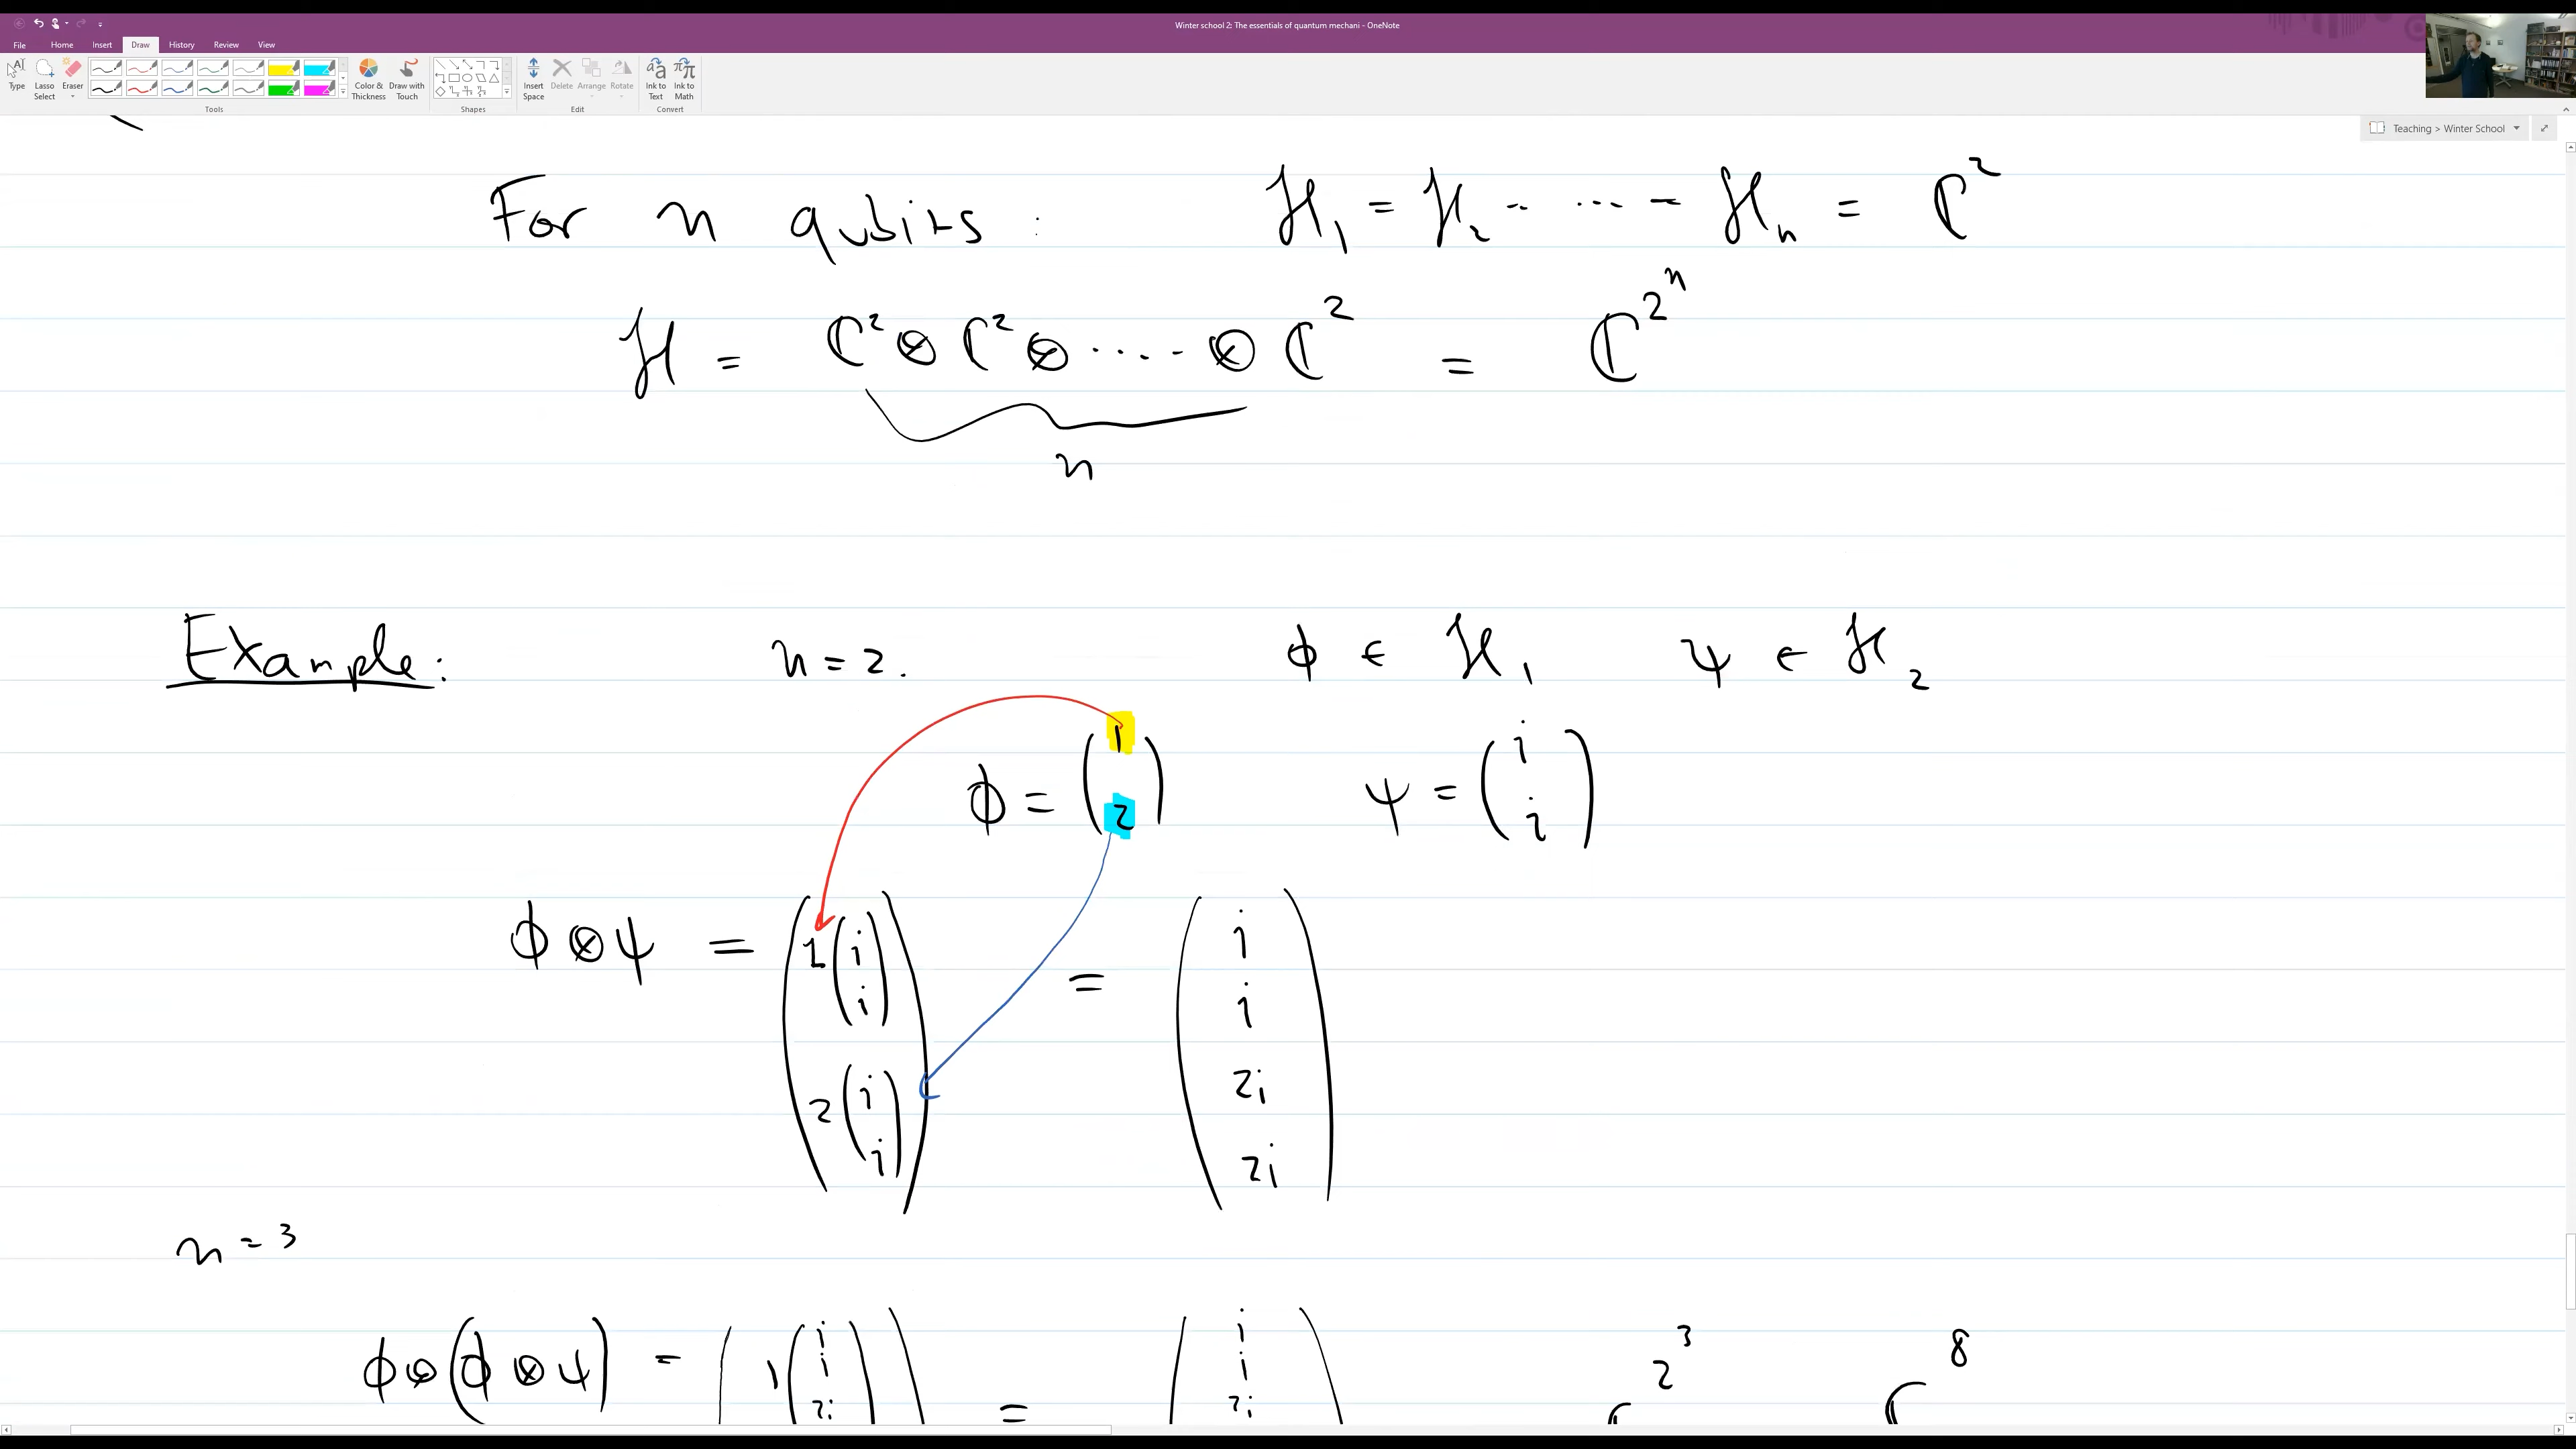 Winter school 2: The essentials of quantum mechani - OneNote
File Home Insert Draw History Review View
Type Lasso Select Eraser Color & Thickness Draw with Touch Insert Space Delete Arrange Rotate Ink to Text Ink to Math
Tools Shapes Edit Convert
Teaching > Winter School
For n qubits : ℋ₁ = ℋ₂ - ... - ℋₙ = ℂ²
ℋ = ℂ² ⊗ ℂ² ⊗ ..... ⊗ ℂ² = ℂ^2^n
n
Example: n = 2. ϕ ∈ ℋ₁ ψ ∈ ℋ₂
ϕ = (1 2) ψ = (i i)
ϕ ⊗ ψ = (1(i i) 2(i i)) = (i i 2i 2i)
n = 3
ϕ ⊗ (ϕ ⊗ ψ) = 1(i i 2i = (i i 2i 2³ 8